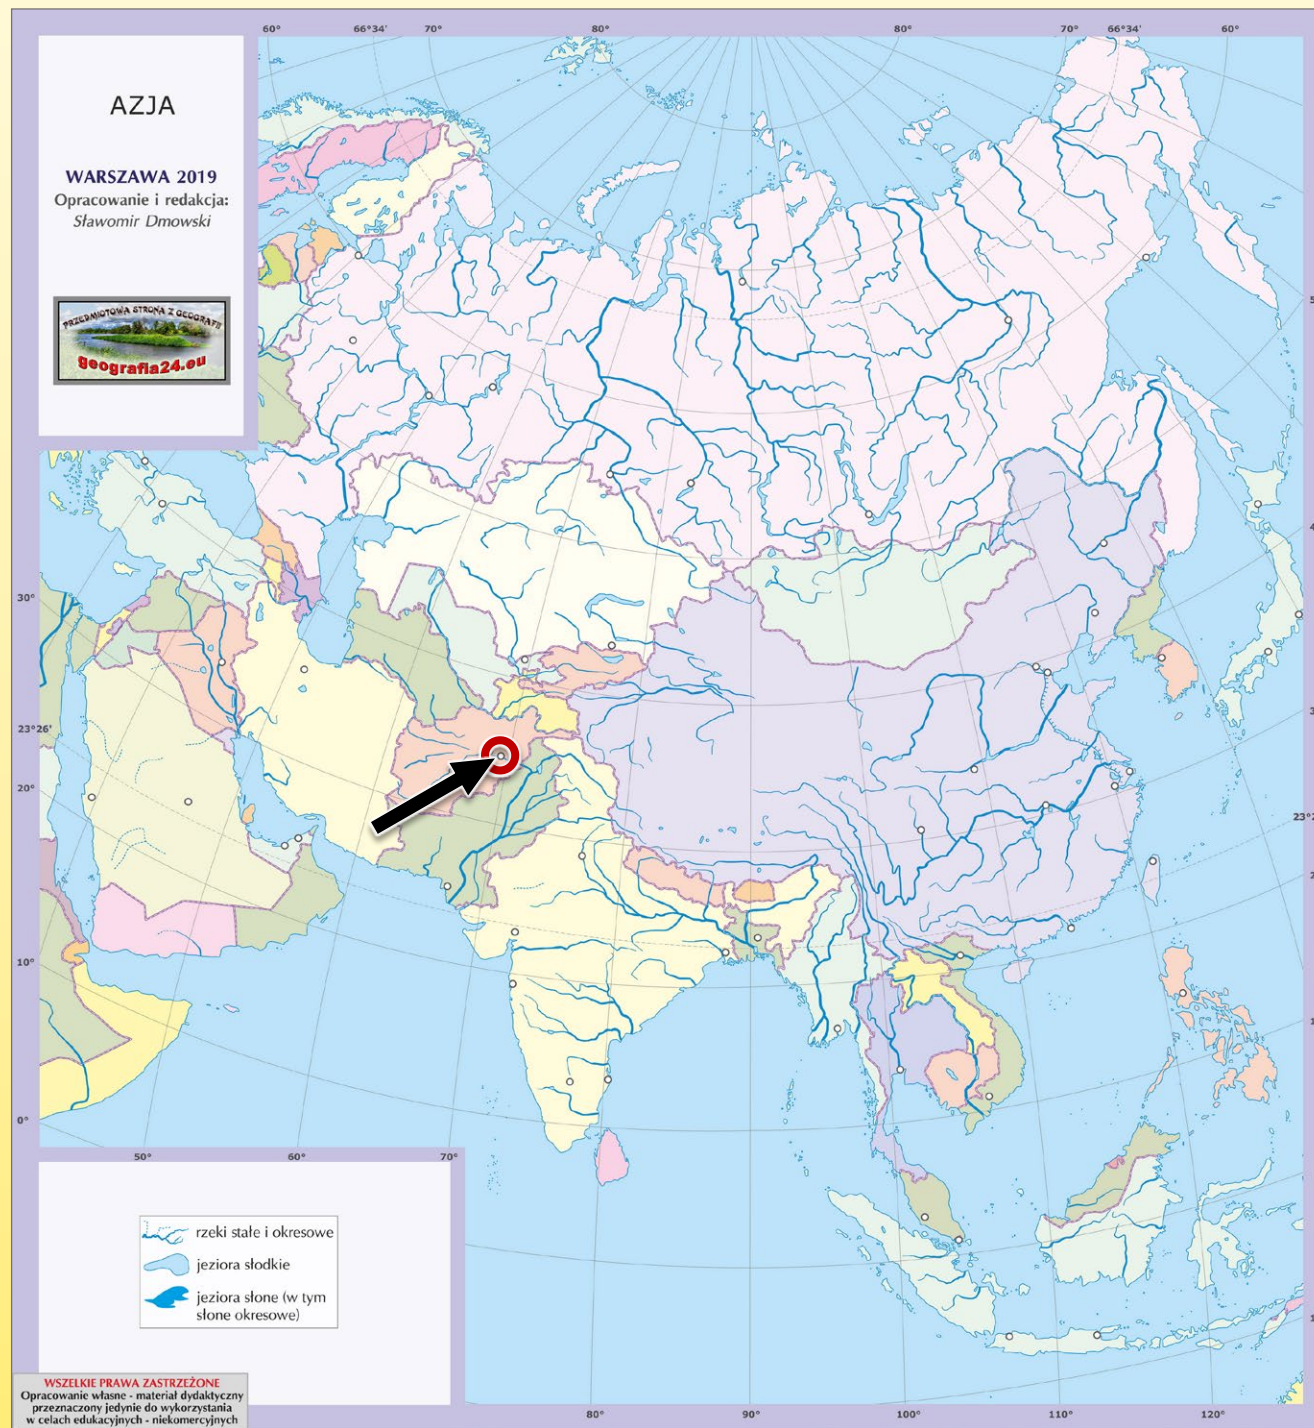 60° 66°34' 70° 80° 90° 80° 70° 66°34' 60°
AZJA
WARSZAWA 2019
Opracowanie i redakcja:
Sławomir Dmowski
PRZEDMIOTOWA STRONA Z GEOGRAFII
geografia24.eu
30°
23°26'
20°
10°
0°
50° 60° 70°
rzeki stałe i okresowe
jeziora słodkie
jeziora słone (w tym
słone okresowe)
WSZELKIE PRAWA ZASTRZEŻONE
Opracowanie własne - materiał dydaktyczny
przeznaczony jedynie do wykorzystania
w celach edukacyjnych - niekomercyjnych
80° 90° 100° 110° 120°